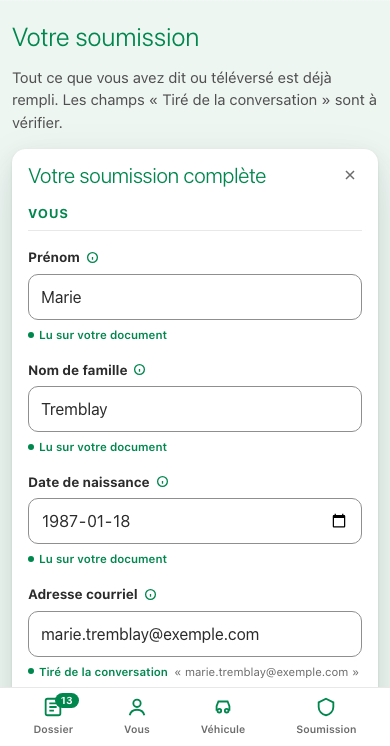 Votre soumission
Tout ce que vous avez dit ou téléversé est déjà
rempli. Les champs « Tiré de la conversation » sont à
vérifier.
Votre soumission complète
×
VOUS
Prénom
Marie
Lu sur votre document
Nom de famille
Tremblay
Lu sur votre document
Date de naissance
1987-01-18
Lu sur votre document
Adresse courriel
marie.tremblay@exemple.com
Tiré de la conversation « marie.tremblay@exemple.com »
13
Dossier Vous Véhicule Soumission